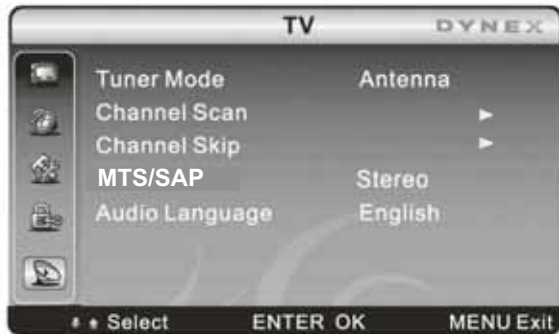 TV DYNEX
Tuner Mode Antenna
Channel Scan
Channel Skip
MTS/SAP Stereo
Audio Language English
Select ENTER OK MENU Exit